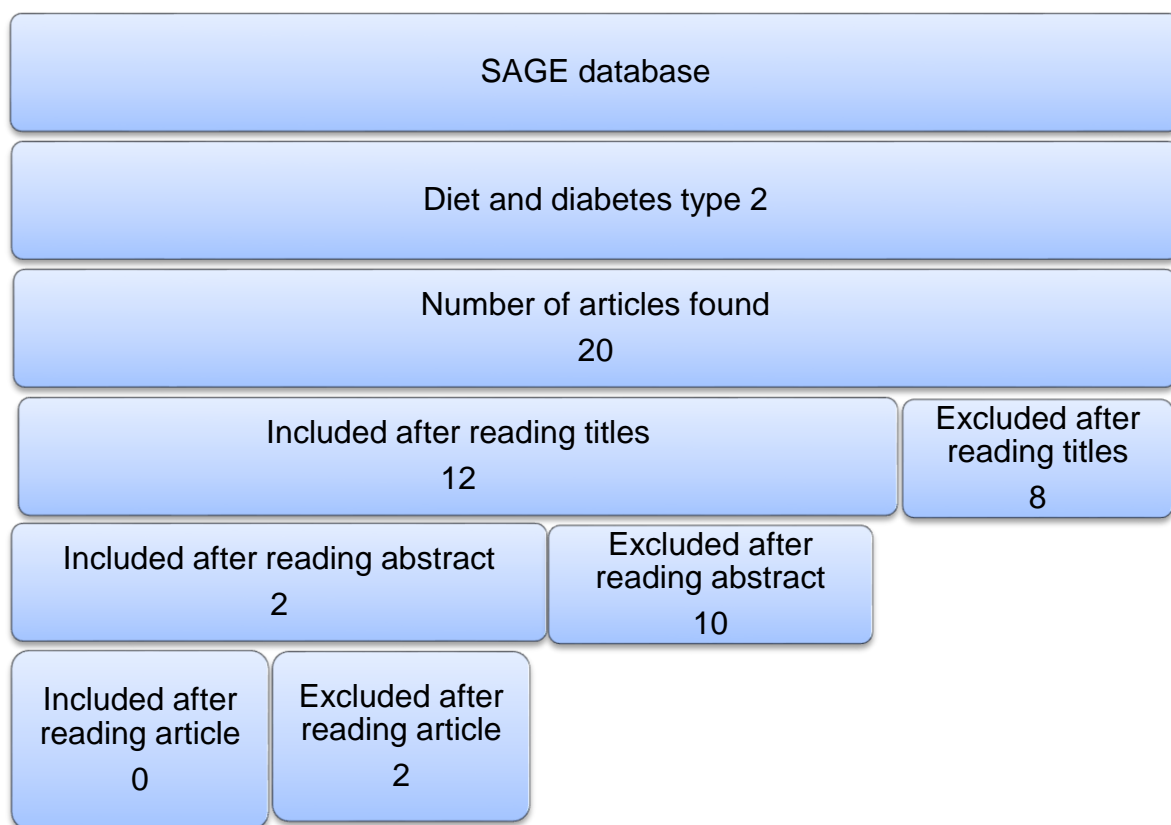 SAGE database
Diet and diabetes type 2
Number of articles found
20
Included after reading titles
12
Excluded after
reading titles
8
Included after reading abstract
2
Excluded after
reading abstract
10
Included after
reading article
0
Excluded after
reading article
2